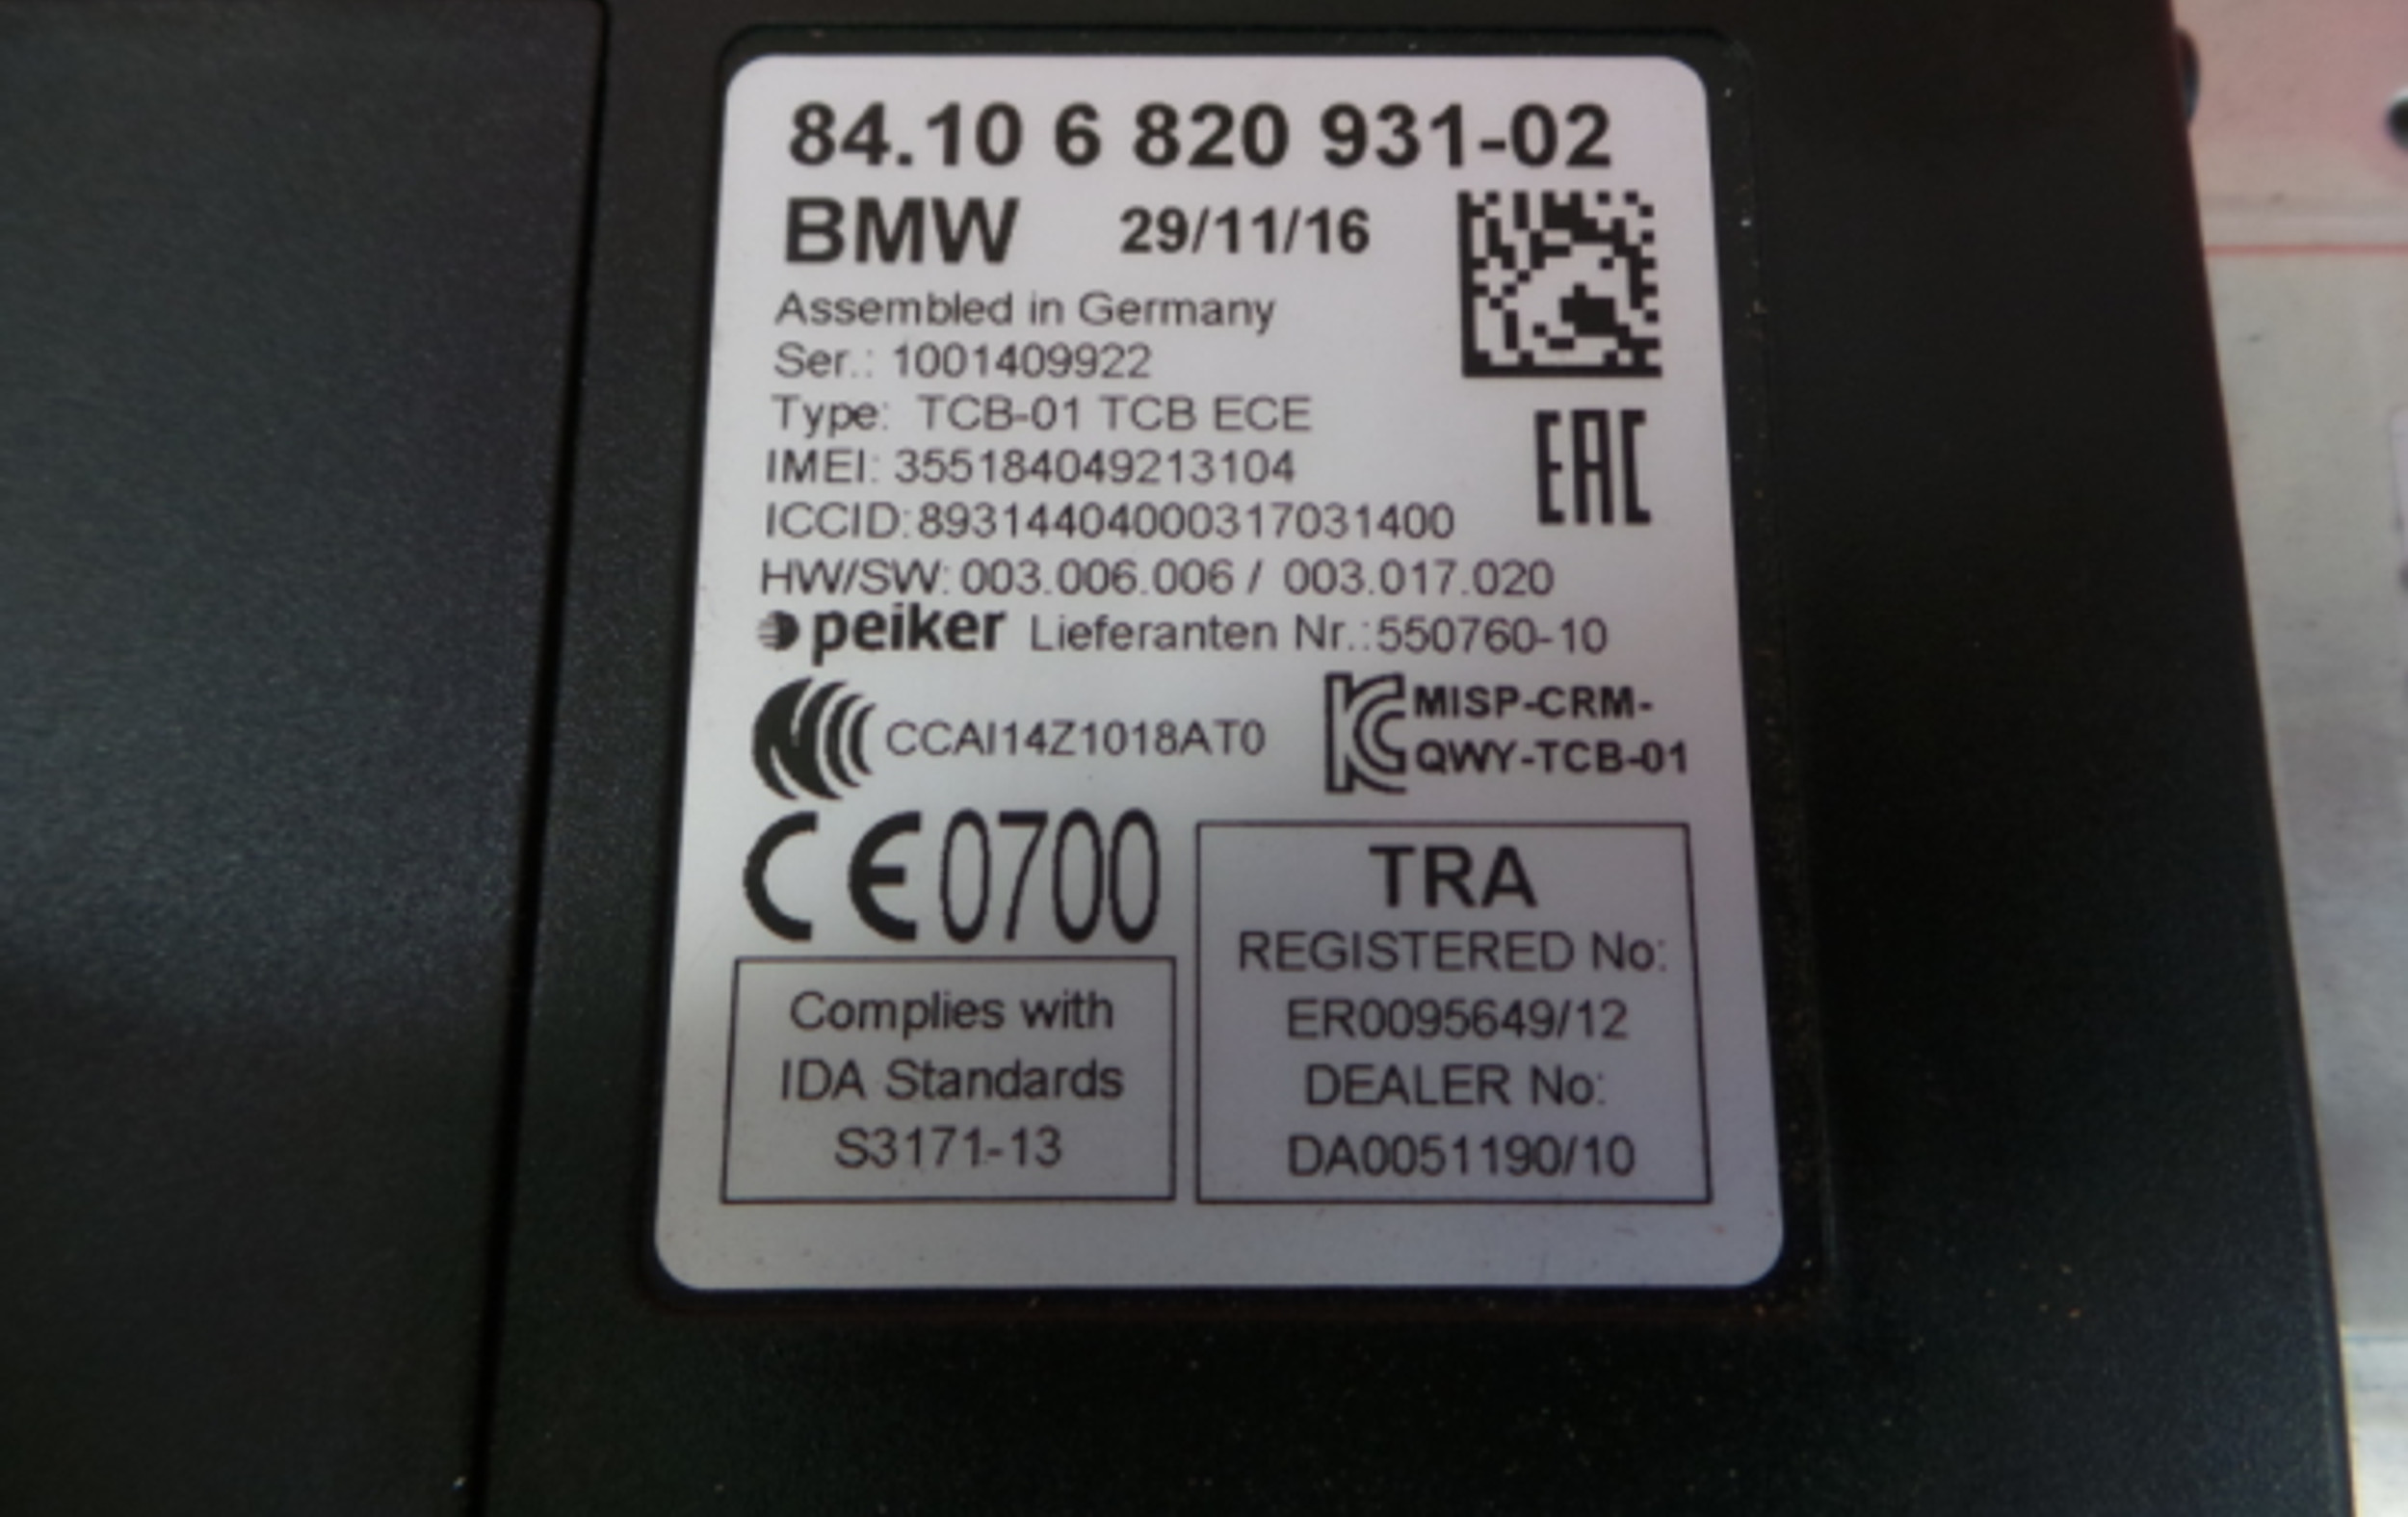 84.10 6 820 931-02
BMW 29/11/16
Assembled in Germany
Ser.: 1001409922
Type: TCB-01 TCB ECE
IMEI: 355184049213104
EAC
ICCID:89314404000317031400
HW/SW: 003.006.006 / 003.017.020
peiker Lieferanten Nr.:550760-10
CCAI14Z1018AT0
MISP-CRM-
QWY-TCB-01
CE0700
Complies with
IDA Standards
S3171-13
TRA
REGISTERED No:
ER0095649/12
DEALER No:
DA0051190/10